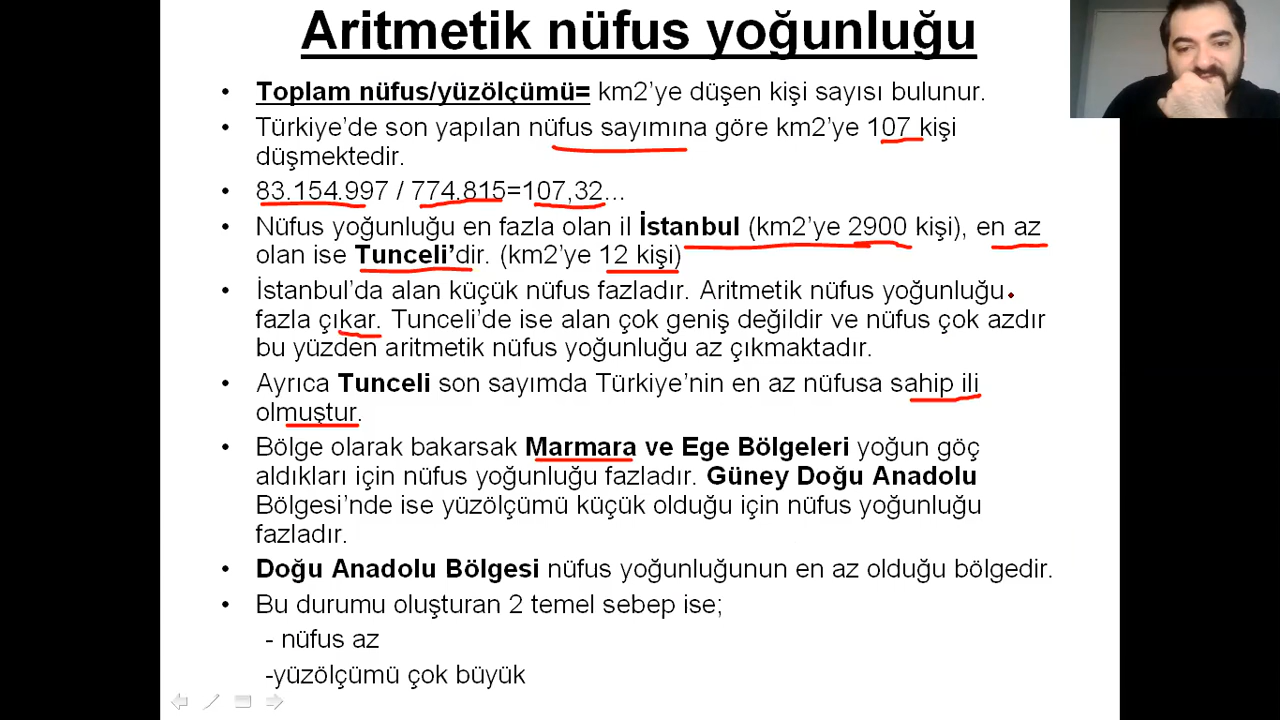 Aritmetik nüfus yoğunluğu
• Toplam nüfus/yüzölçümü= km2’ye düşen kişi sayısı bulunur.
• Türkiye’de son yapılan nüfus sayımına göre km2’ye 107 kişi
düşmektedir.
• 83.154.997 / 774.815=107,32...
• Nüfus yoğunluğu en fazla olan il İstanbul (km2’ye 2900 kişi), en az
olan ise Tunceli’dir. (km2’ye 12 kişi)
• İstanbul’da alan küçük nüfus fazladır. Aritmetik nüfus yoğunluğu
fazla çıkar. Tunceli’de ise alan çok geniş değildir ve nüfus çok azdır
bu yüzden aritmetik nüfus yoğunluğu az çıkmaktadır.
• Ayrıca Tunceli son sayımda Türkiye’nin en az nüfusa sahip ili
olmuştur.
• Bölge olarak bakarsak Marmara ve Ege Bölgeleri yoğun göç
aldıkları için nüfus yoğunluğu fazladır. Güney Doğu Anadolu
Bölgesi’nde ise yüzölçümü küçük olduğu için nüfus yoğunluğu
fazladır.
• Doğu Anadolu Bölgesi nüfus yoğunluğunun en az olduğu bölgedir.
• Bu durumu oluşturan 2 temel sebep ise;
- nüfus az
-yüzölçümü çok büyük